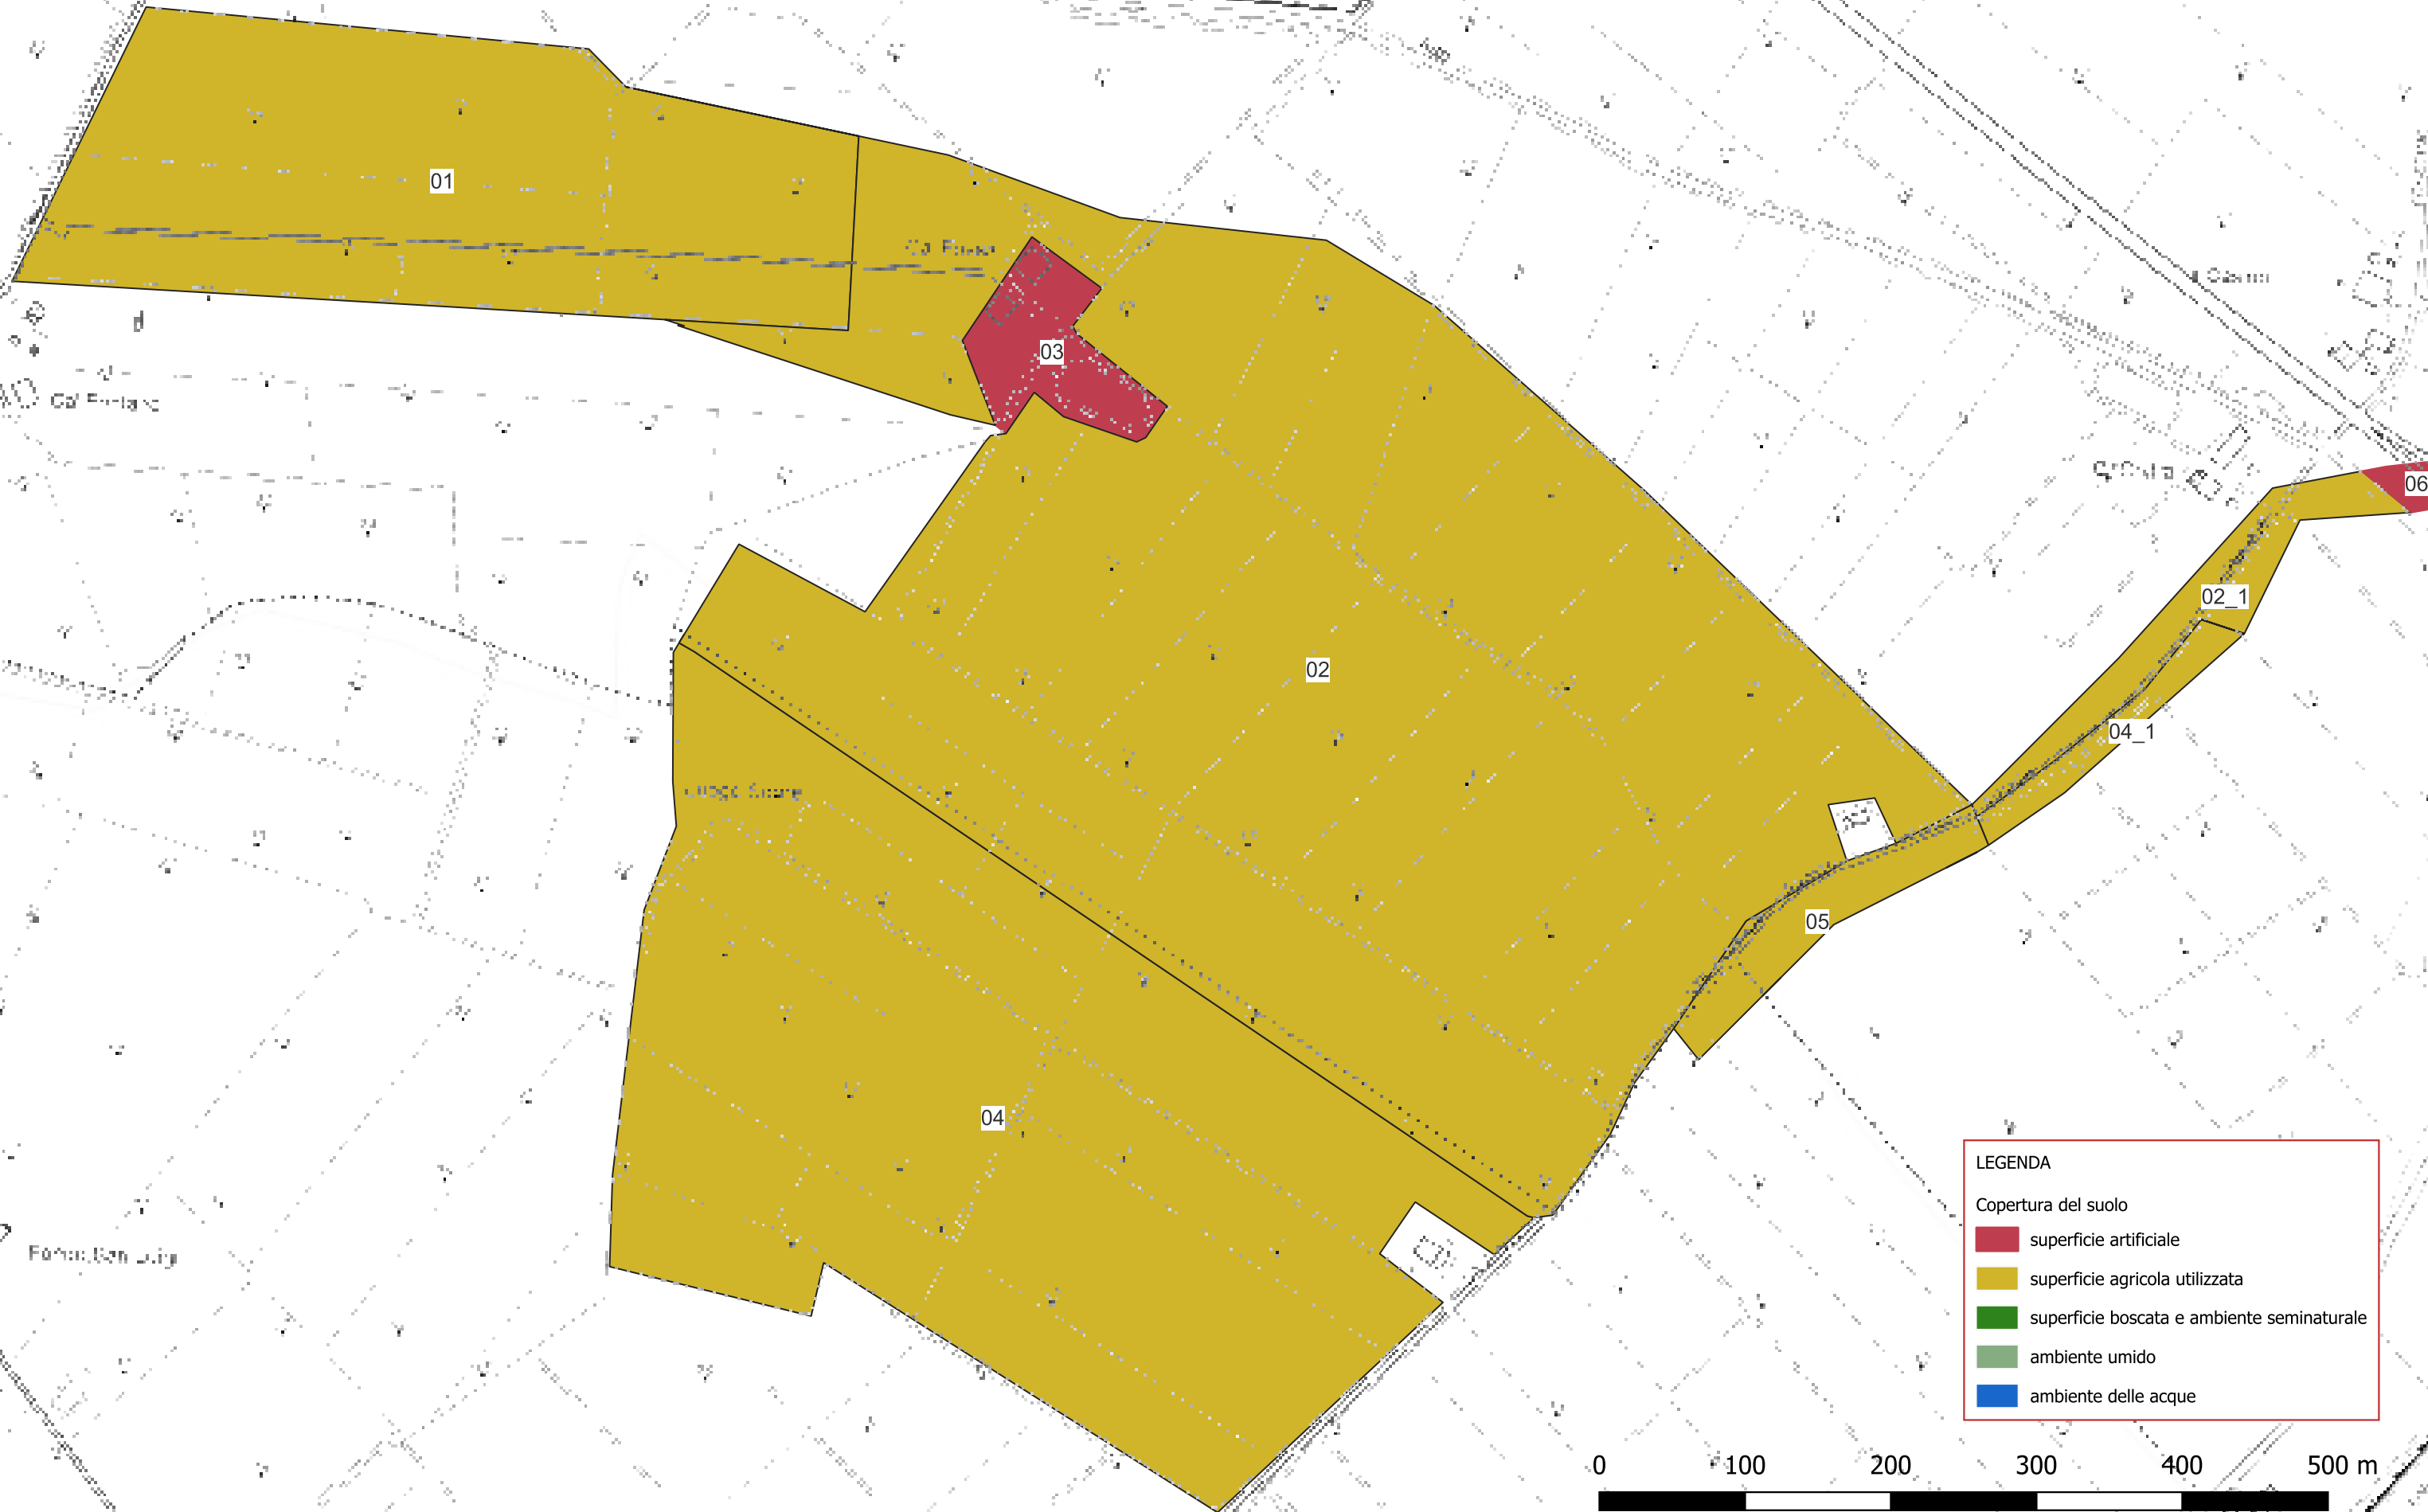 01
03
06
02_1
02
04_1
05
04
LEGENDA
Copertura del suolo
superficie artificiale
superficie agricola utilizzata
superficie boscata e ambiente seminaturale
ambiente umido
ambiente delle acque
0 100 200 300 400 500 m